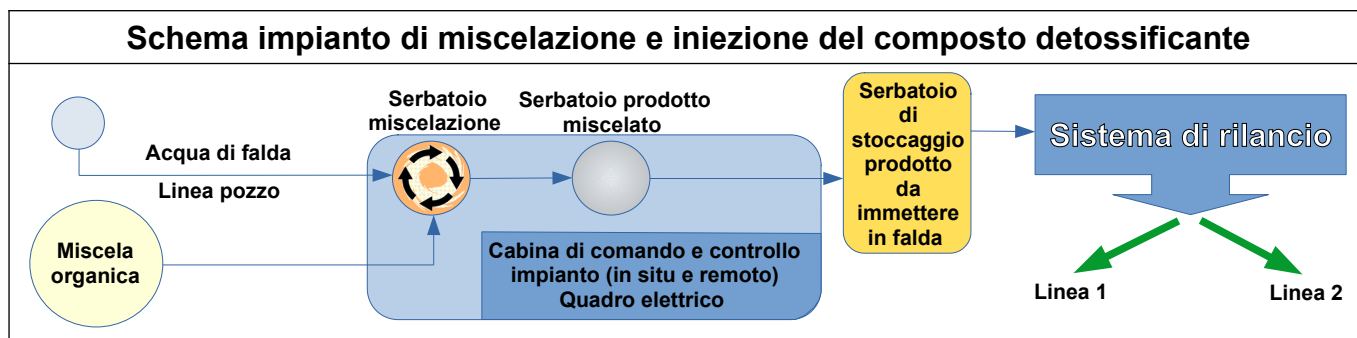 Schema impianto di miscelazione e iniezione del composto detossificante
Acqua di falda
Linea pozzo
Miscela
organica
Serbatoio
miscelazione
Serbatoio prodotto
miscelato
Cabina di comando e controllo
impianto (in situ e remoto)
Quadro elettrico
Serbatoio
di
stoccaggio
prodotto
da
immettere
in falda
Sistema di rilancio
Linea 1
Linea 2